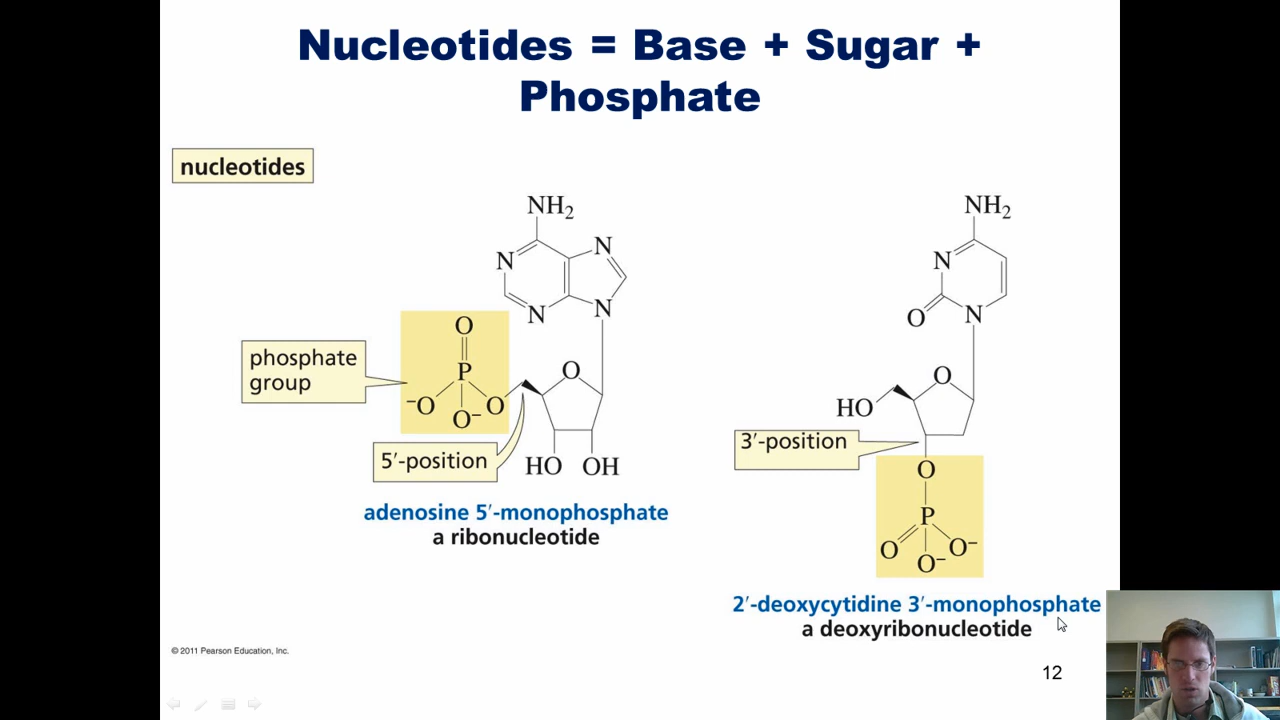 Nucleotides = Base + Sugar +
Phosphate
nucleotides
NH₂
N
N
N
N
O
P
⁻O
O⁻
O
phosphate
group
5′-position
O
HO
OH
adenosine 5′-monophosphate
a ribonucleotide
NH₂
N
O
N
O
HO
3′-position
O
P
O
O⁻
O⁻
2′-deoxycytidine 3′-monophosphate
a deoxyribonucleotide
© 2011 Pearson Education, Inc.
12